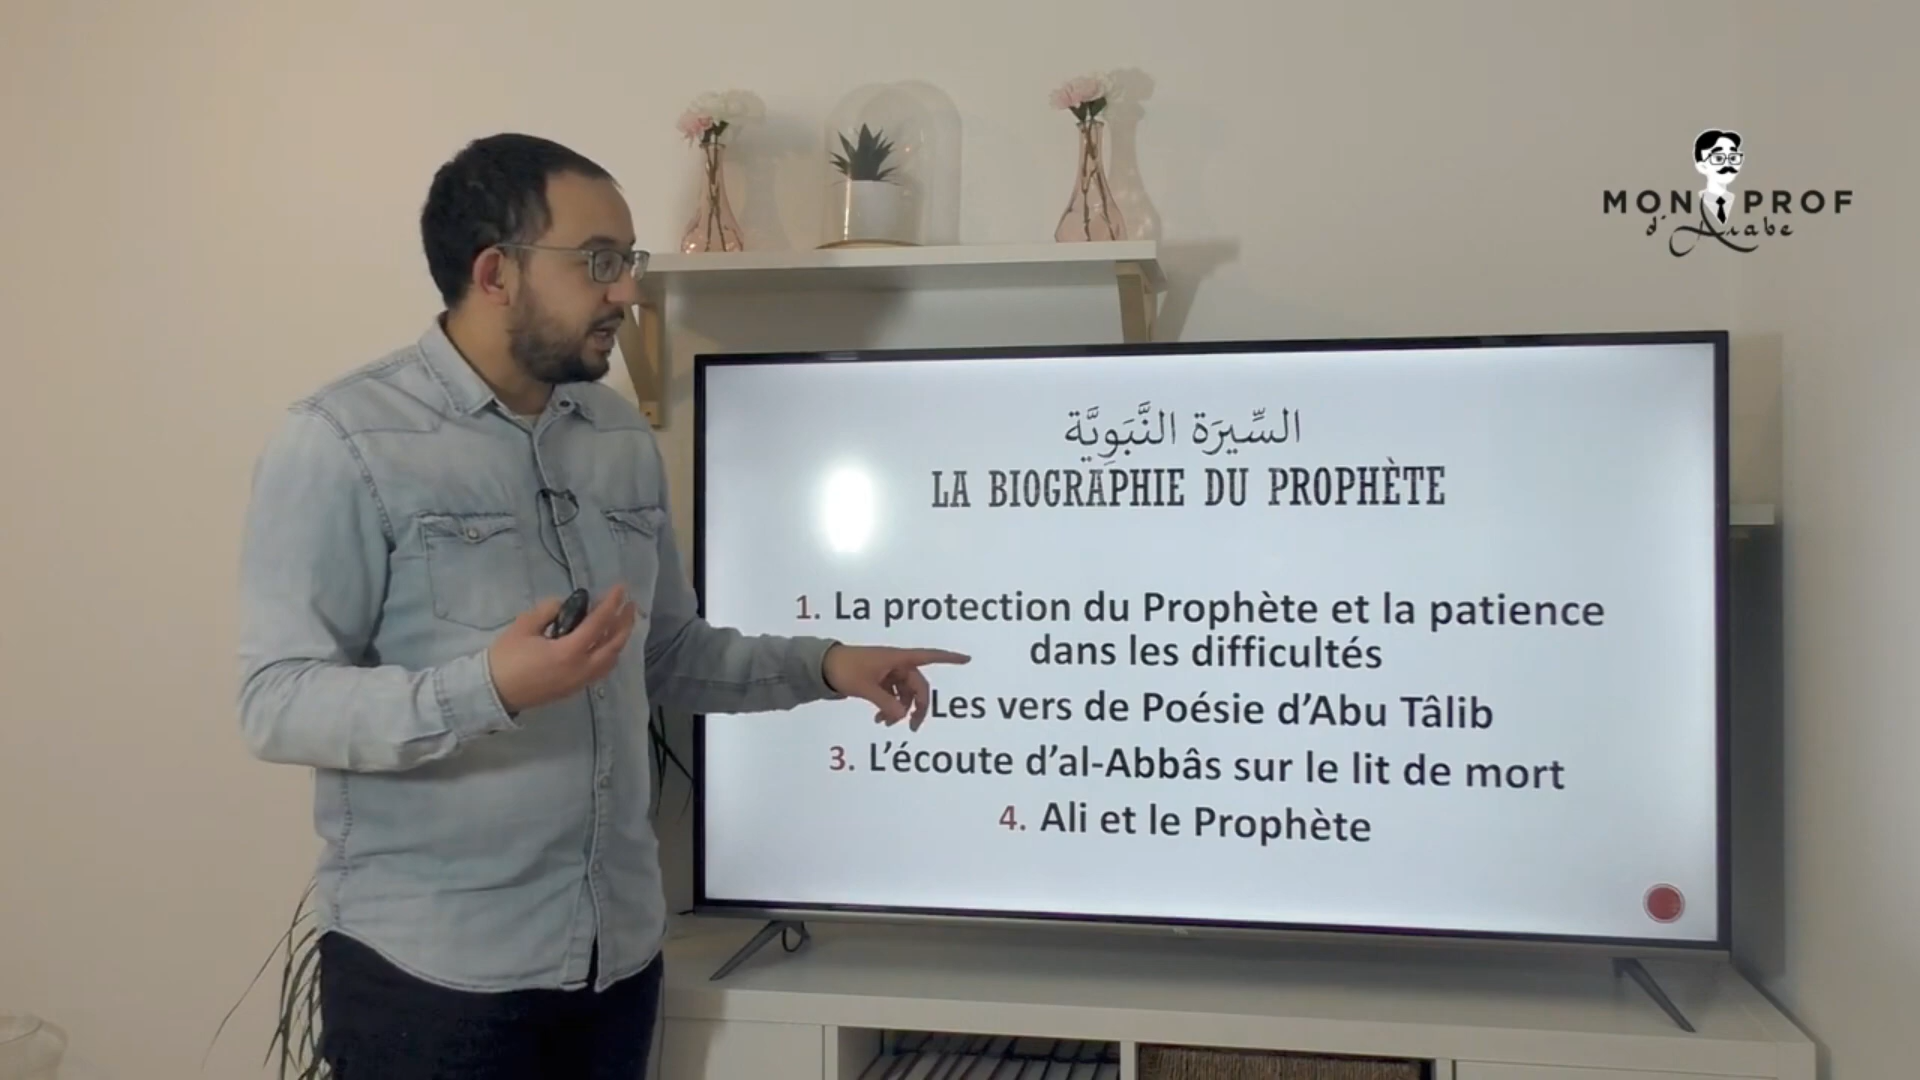 MON PROF
d'Arabe
السِّيرَة النَّبَوِيَّة
LA BIOGRAPHIE DU PROPHÈTE
1. La protection du Prophète et la patience
dans les difficultés
Les vers de Poésie d'Abu Tâlib
3. L'écoute d'al-Abbâs sur le lit de mort
4. Ali et le Prophète